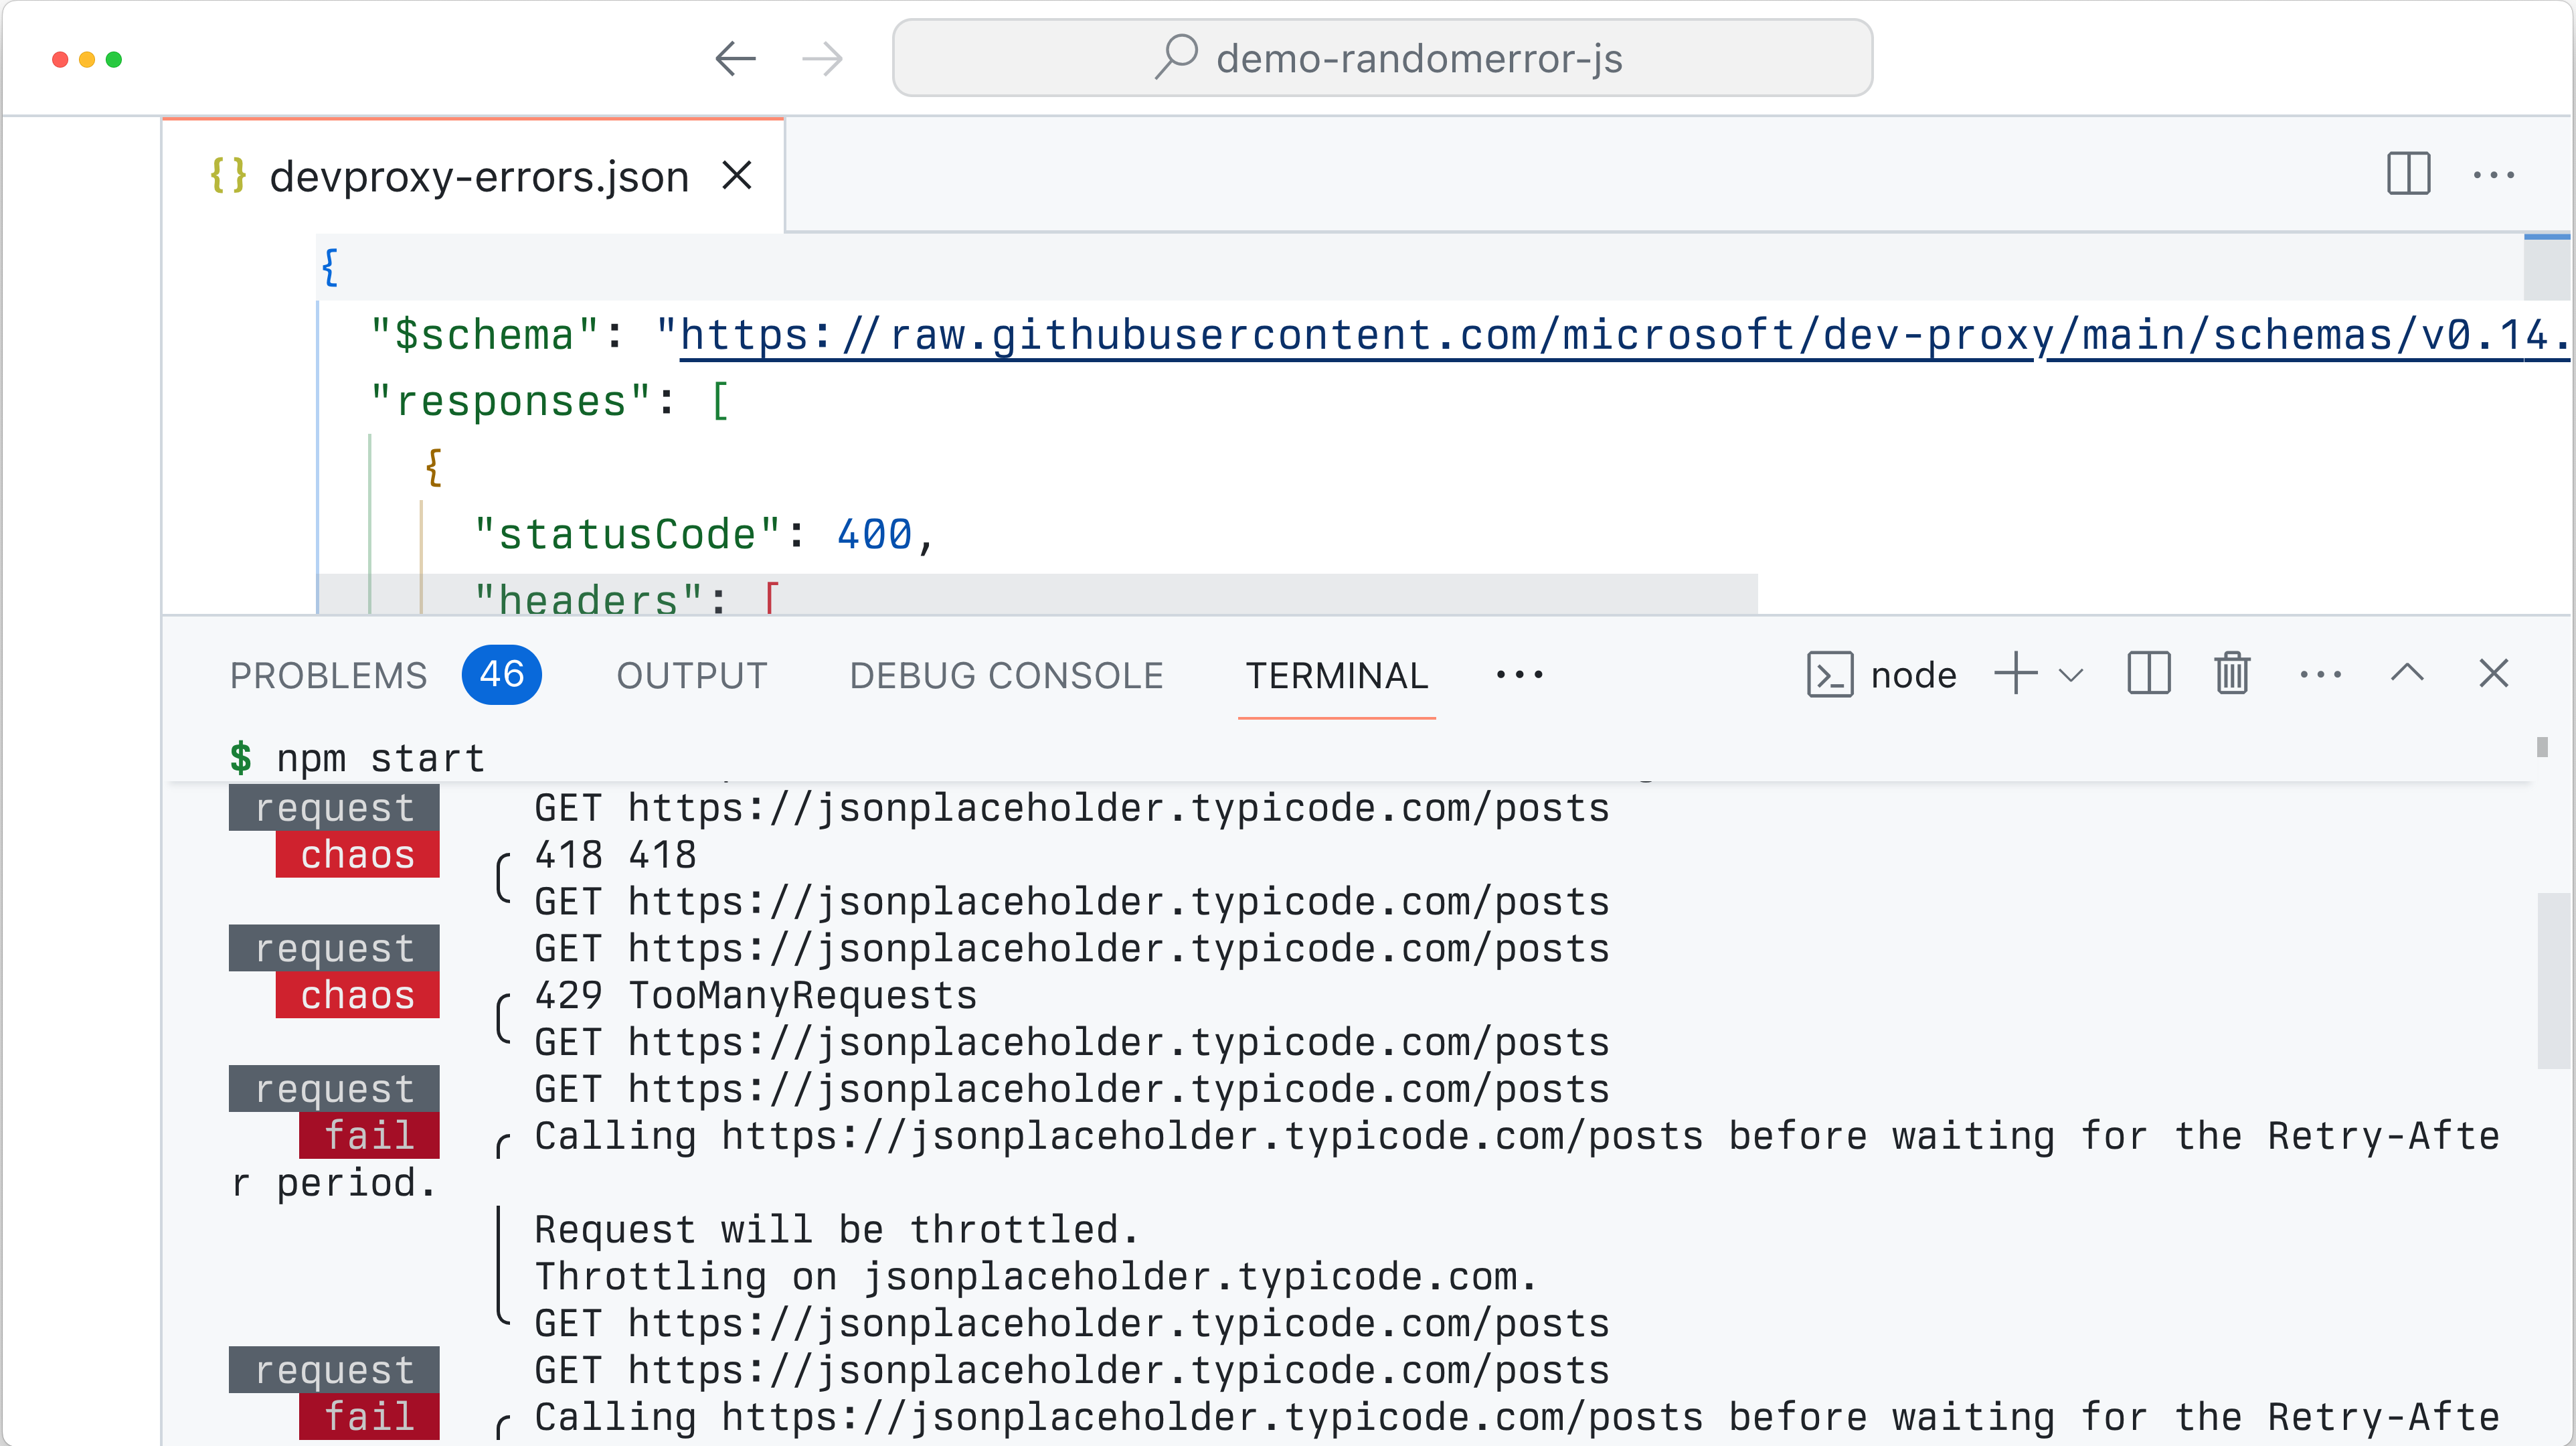 demo-randomerror-js
{} devproxy-errors.json
{
"$schema": "https://raw.githubusercontent.com/microsoft/dev-proxy/main/schemas/v0.14.
"responses": [
{
"statusCode": 400,
"headers": [
PROBLEMS 46 OUTPUT DEBUG CONSOLE TERMINAL ··· node
$ npm start
request GET https://jsonplaceholder.typicode.com/posts
chaos ╭ 418 418
╰ GET https://jsonplaceholder.typicode.com/posts
request GET https://jsonplaceholder.typicode.com/posts
chaos ╭ 429 TooManyRequests
╰ GET https://jsonplaceholder.typicode.com/posts
request GET https://jsonplaceholder.typicode.com/posts
fail ╭ Calling https://jsonplaceholder.typicode.com/posts before waiting for the Retry-Afte
r period.
│ Request will be throttled.
│ Throttling on jsonplaceholder.typicode.com.
╰ GET https://jsonplaceholder.typicode.com/posts
request GET https://jsonplaceholder.typicode.com/posts
fail ╭ Calling https://jsonplaceholder.typicode.com/posts before waiting for the Retry-Afte